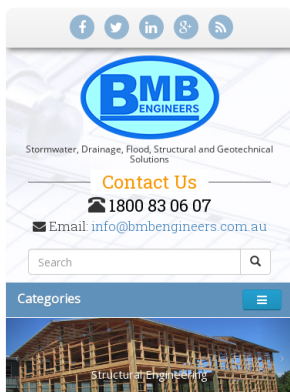 BMB
ENGINEERS
Stormwater, Drainage, Flood, Structural and Geotechnical
Solutions
Contact Us
1800 83 06 07
Email: info@bmbengineers.com.au
Search
Categories
Structural Engineering